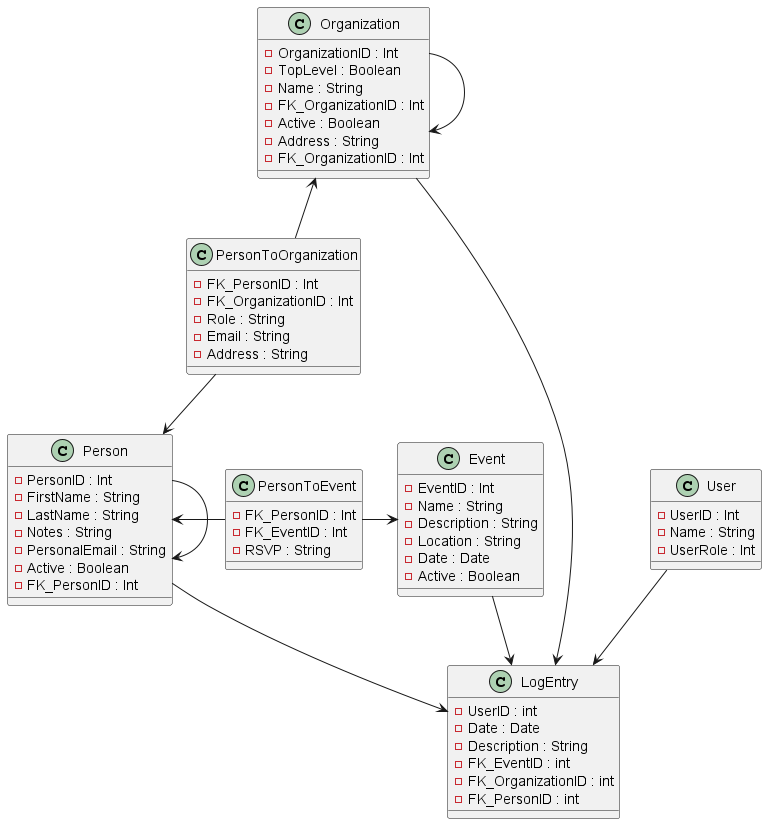 C Organization
OrganizationID : Int
TopLevel : Boolean
Name : String
FK_OrganizationID : Int
Active : Boolean
Address : String
FK_OrganizationID : Int
C PersonToOrganization
FK_PersonID : Int
FK_OrganizationID : Int
Role : String
Email : String
Address : String
C Person
PersonID : Int
FirstName : String
LastName : String
Notes : String
PersonalEmail : String
Active : Boolean
FK_PersonID : Int
C PersonToEvent
FK_PersonID : Int
FK_EventID : Int
RSVP : String
C Event
EventID : Int
Name : String
Description : String
Location : String
Date : Date
Active : Boolean
C User
UserID : Int
Name : String
UserRole : Int
C LogEntry
UserID : int
Date : Date
Description : String
FK_EventID : int
FK_OrganizationID : int
FK_PersonID : int